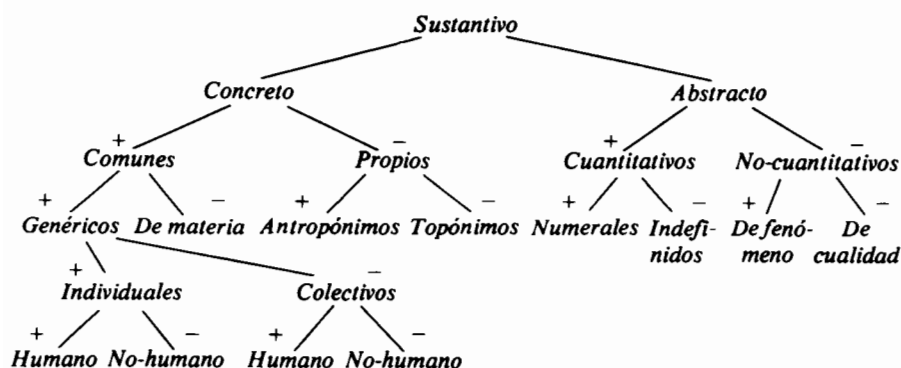 Sustantivo
Concreto Abstracto
+ − + −
Comunes Propios Cuantitativos No-cuantitativos
+ − + − + − + −
Genéricos De materia Antropónimos Topónimos Numerales Indefi- De fenó- De
nidos meno cualidad
+ −
Individuales Colectivos
+ − + −
Humano No-humano Humano No-humano